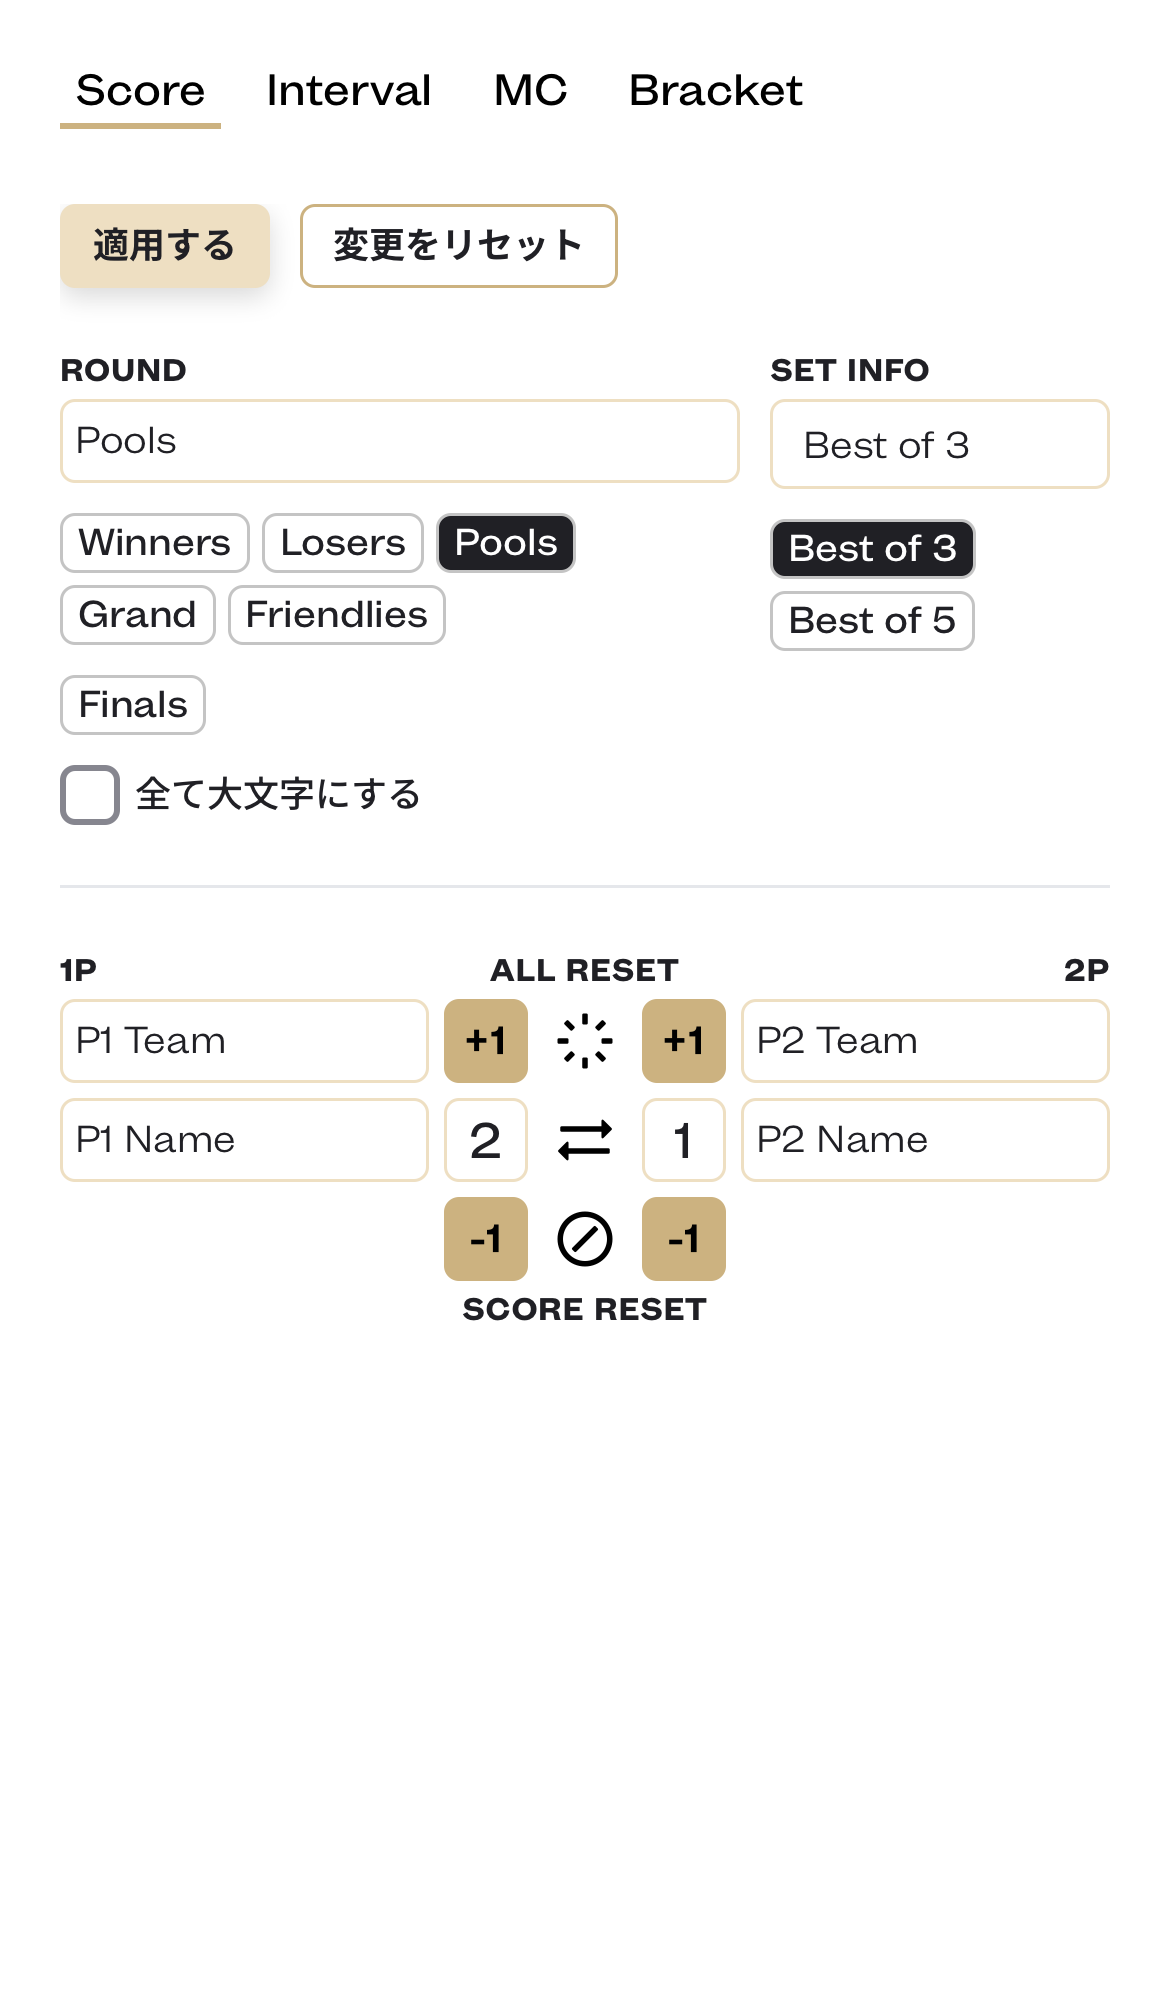 Score Interval MC Bracket
適用する 変更をリセット
ROUND SET INFO
Pools Best of 3
Winners Losers Pools Best of 3
Grand Friendlies Best of 5
Finals
全て大文字にする
1P ALL RESET 2P
P1 Team +1 +1 P2 Team
P1 Name 2 1 P2 Name
-1 -1
SCORE RESET